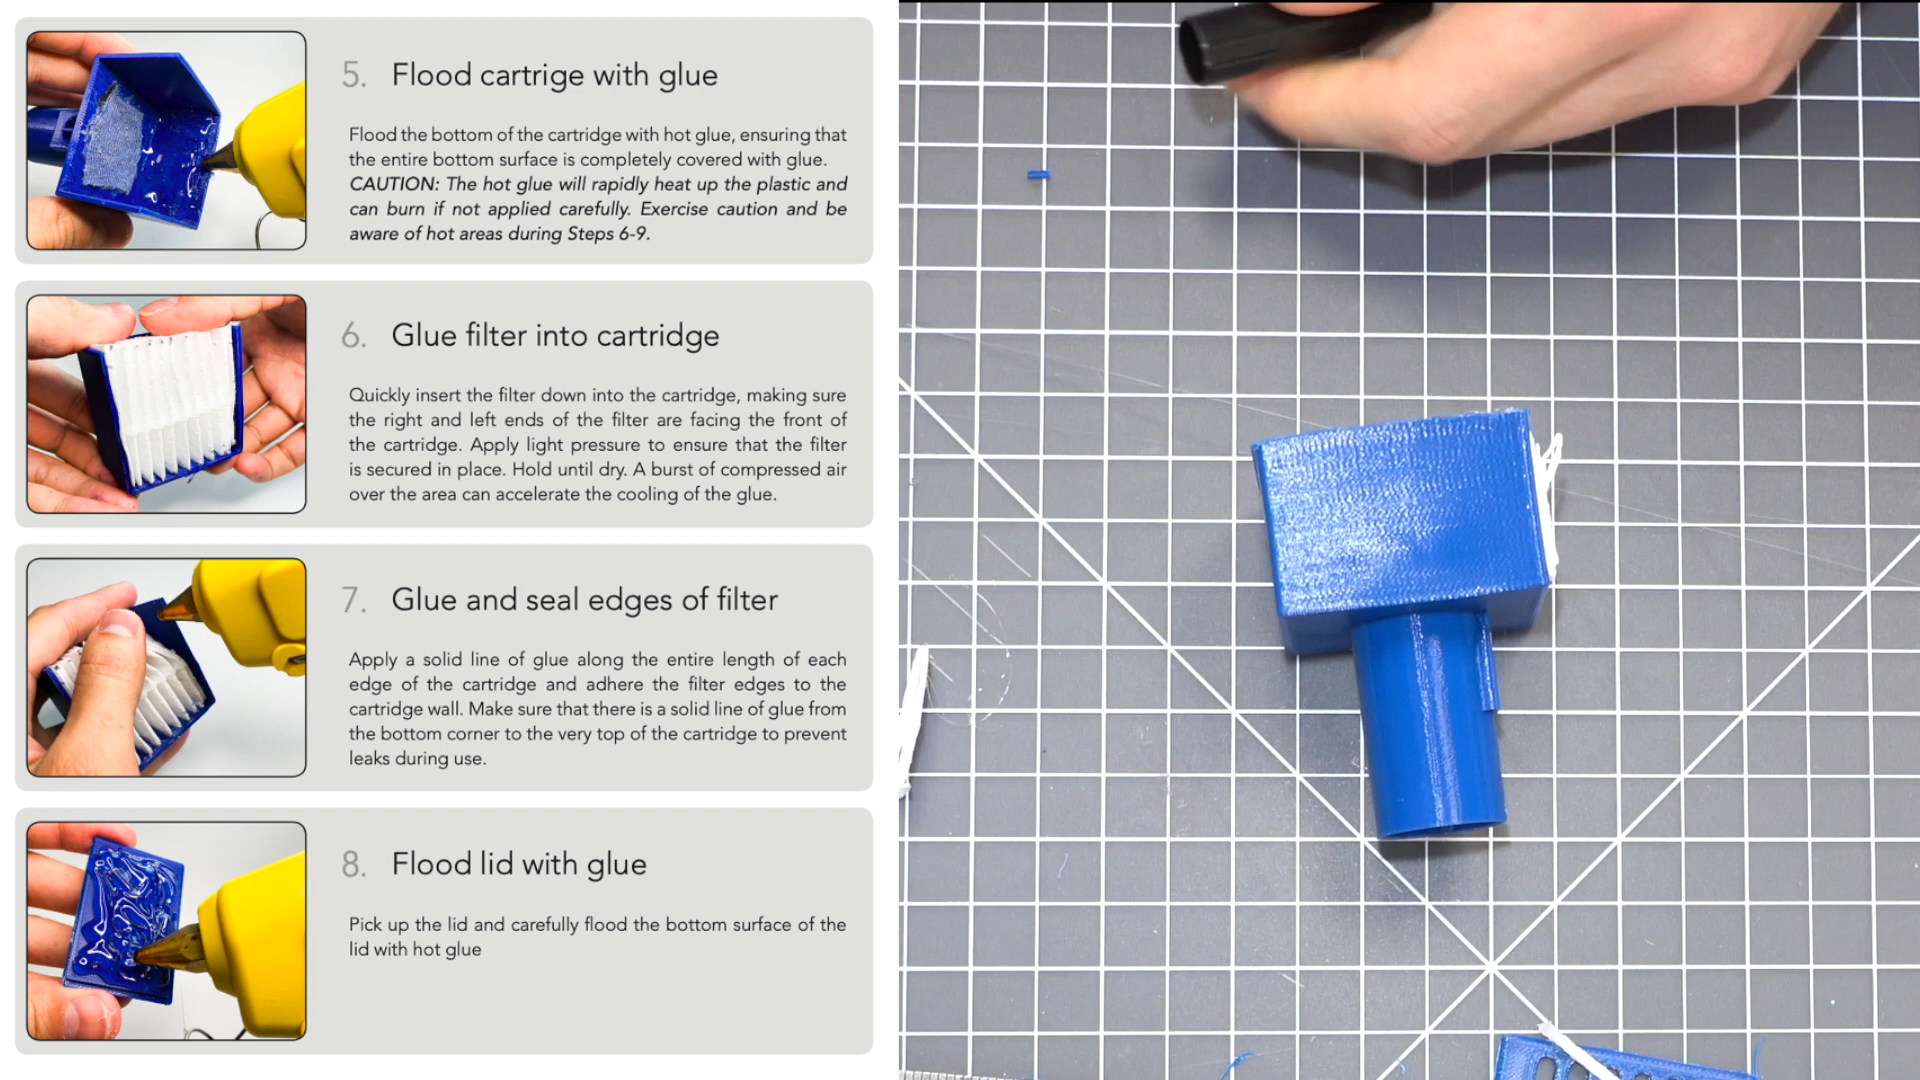 5. Flood cartrige with glue
Flood the bottom of the cartridge with hot glue, ensuring that
the entire bottom surface is completely covered with glue.
CAUTION: The hot glue will rapidly heat up the plastic and
can burn if not applied carefully. Exercise caution and be
aware of hot areas during Steps 6-9.
6. Glue filter into cartridge
Quickly insert the filter down into the cartridge, making sure
the right and left ends of the filter are facing the front of
the cartridge. Apply light pressure to ensure that the filter
is secured in place. Hold until dry. A burst of compressed air
over the area can accelerate the cooling of the glue.
7. Glue and seal edges of filter
Apply a solid line of glue along the entire length of each
edge of the cartridge and adhere the filter edges to the
cartridge wall. Make sure that there is a solid line of glue from
the bottom corner to the very top of the cartridge to prevent
leaks during use.
8. Flood lid with glue
Pick up the lid and carefully flood the bottom surface of the
lid with hot glue